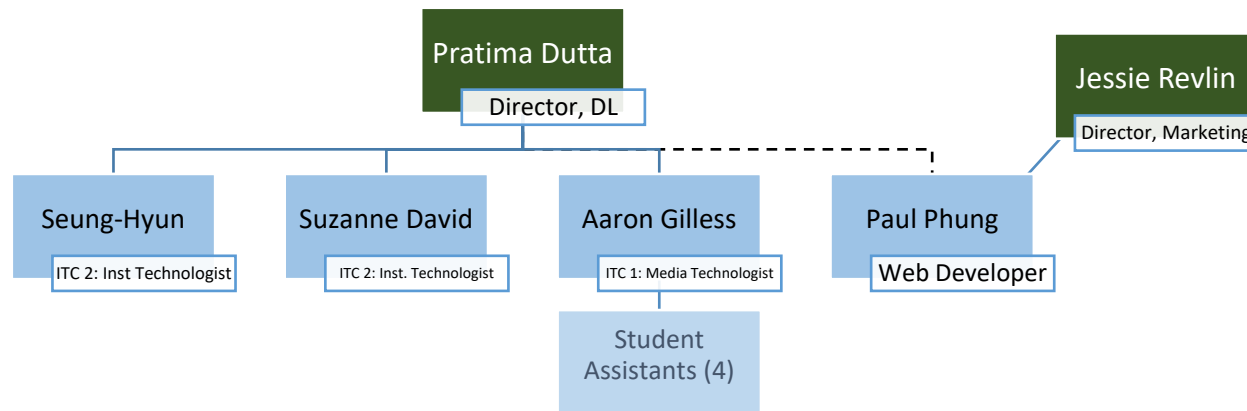 Pratima Dutta
Director, DL
Jessie Revlin
Director, Marketing
Seung-Hyun
ITC 2: Inst Technologist
Suzanne David
ITC 2: Inst. Technologist
Aaron Gilless
ITC 1: Media Technologist
Paul Phung
Web Developer
Student
Assistants (4)